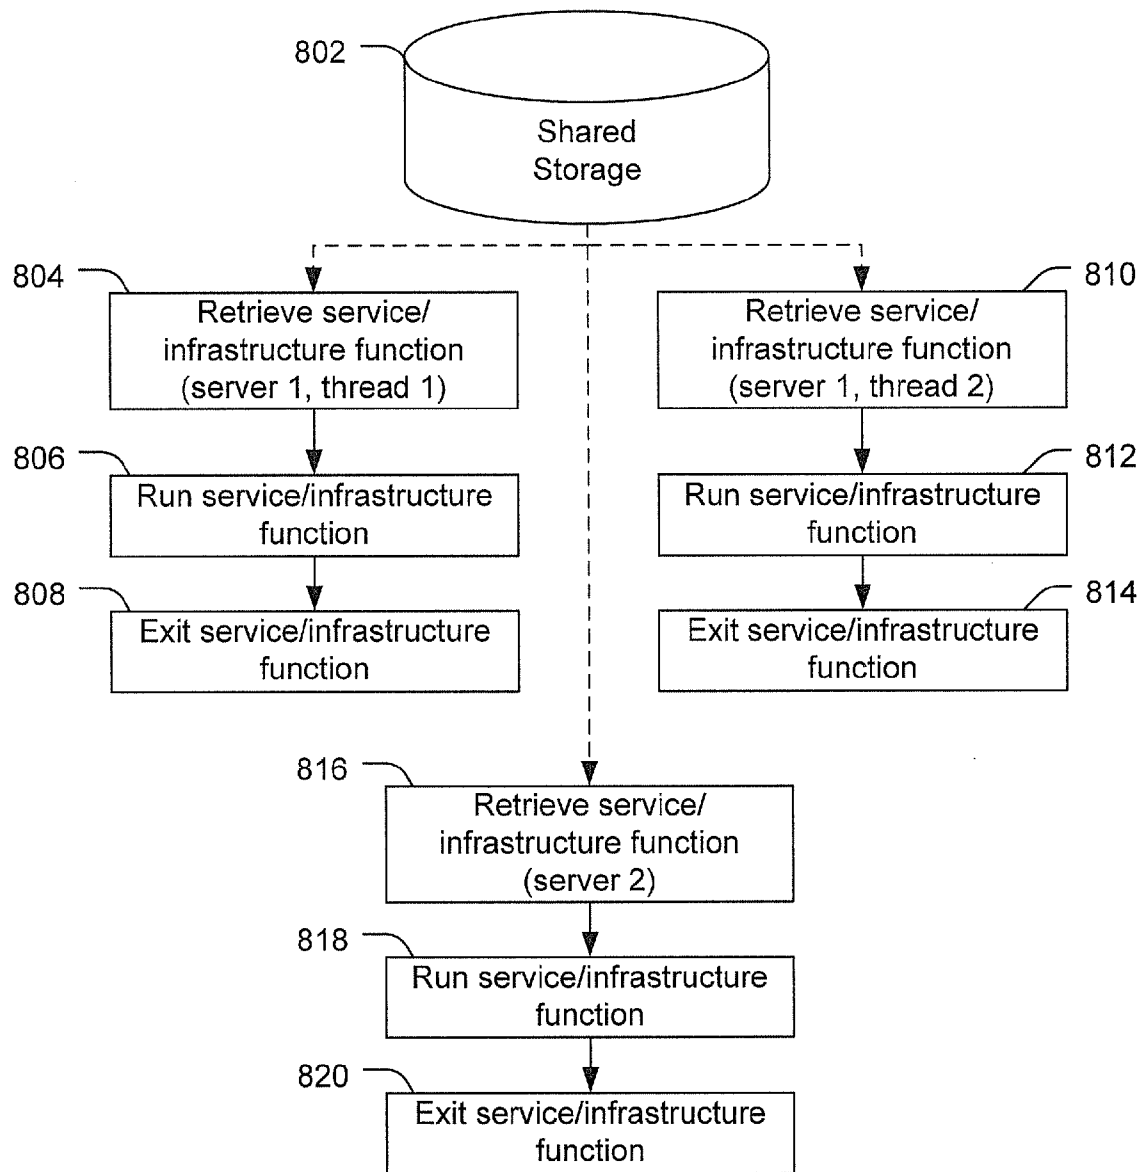 802
Shared
Storage
804
Retrieve service/
infrastructure function
(server 1, thread 1)
810
Retrieve service/
infrastructure function
(server 1, thread 2)
806
Run service/infrastructure
function
812
Run service/infrastructure
function
808
Exit service/infrastructure
function
814
Exit service/infrastructure
function
816
Retrieve service/
infrastructure function
(server 2)
818
Run service/infrastructure
function
820
Exit service/infrastructure
function